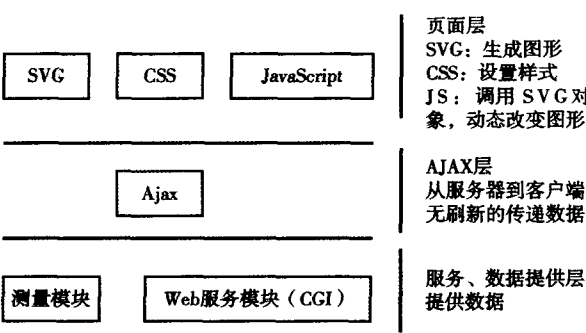 SVG
CSS
JavaScript
页面层
SVG：生成图形
CSS：设置样式
JS：调用 SVG对
象，动态改变图形
Ajax
AJAX层
从服务器到客户端
无刷新的传递数据
测量模块
Web服务模块（CGI）
服务、数据提供层
提供数据